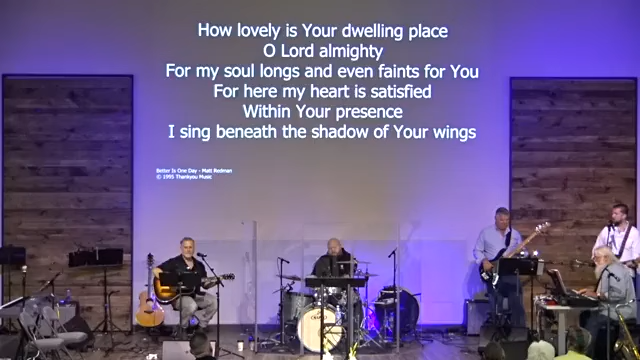 How lovely is Your dwelling place
O Lord almighty
For my soul longs and even faints for You
For here my heart is satisfied
Within Your presence
I sing beneath the shadow of Your wings
Better Is One Day - Matt Redman
© 1995 Thankyou Music